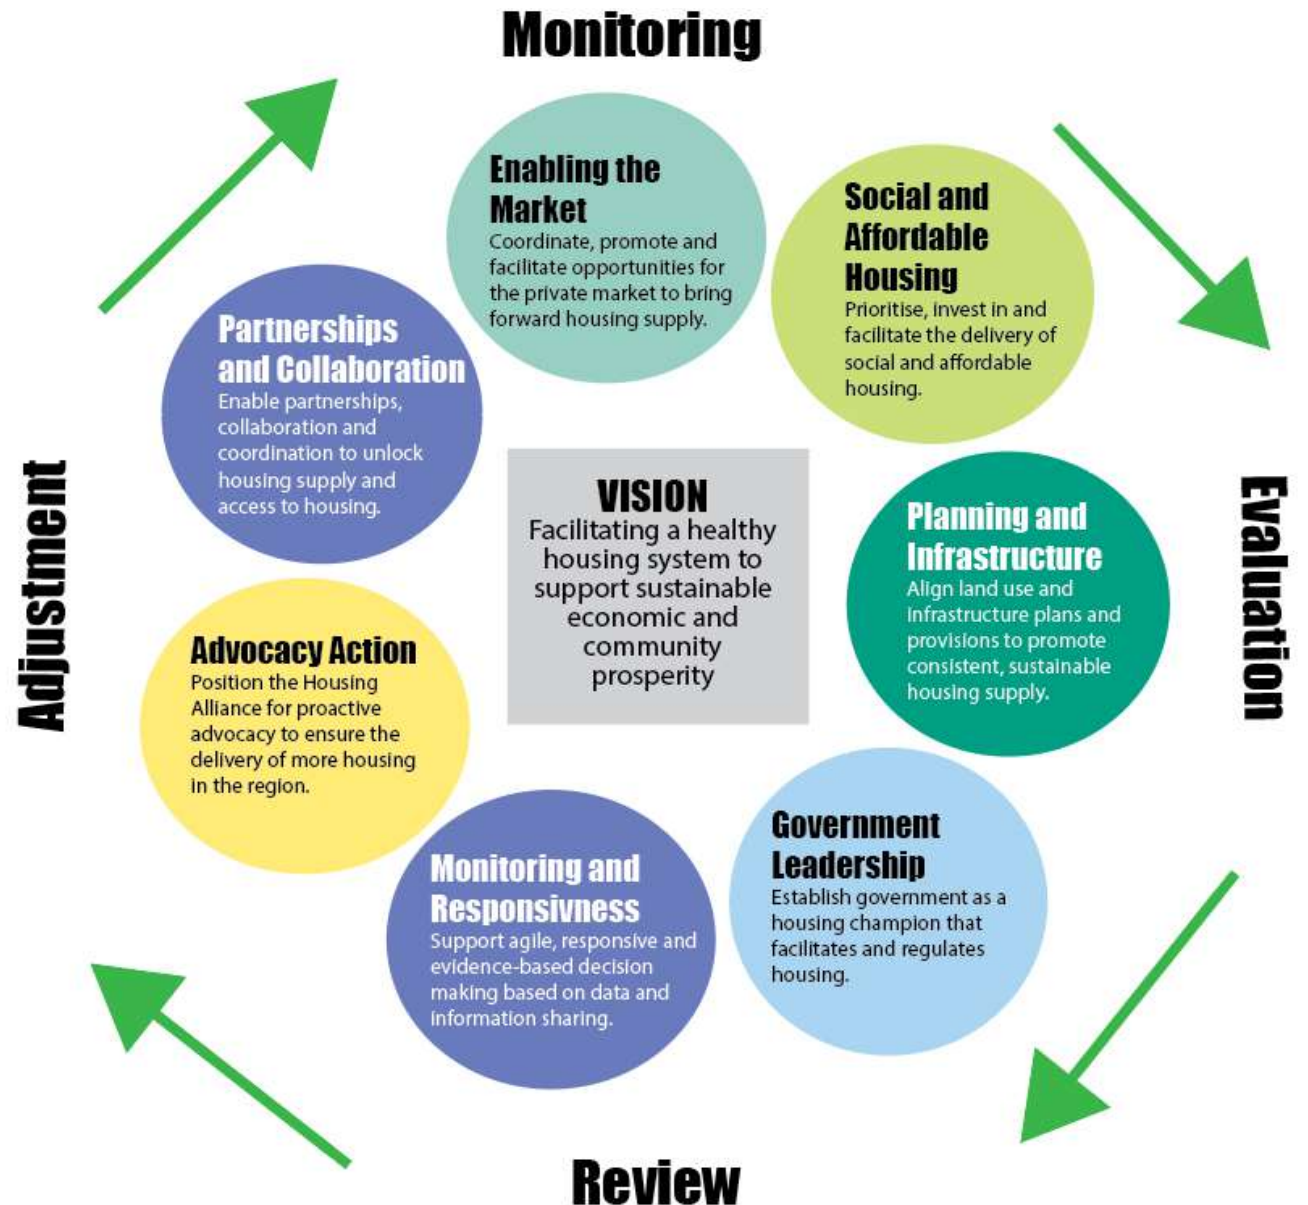 Monitoring
Enabling the
Market
Coordinate, promote and
facilitate opportunities for
the private market to bring
forward housing supply.
Social and
Affordable
Housing
Prioritise, invest in and
facilitate the delivery of
social and affordable
housing.
Partnerships
and Collaboration
Enable partnerships,
collaboration and
coordination to unlock
housing supply and
access to housing.
VISION
Facilitating a healthy
housing system to
support sustainable
economic and
community
prosperity
Planning and
Infrastructure
Align land use and
infrastructure plans and
provisions to promote
consistent, sustainable
housing supply.
Adjustment
Evaluation
Advocacy Action
Position the Housing
Alliance for proactive
advocacy to ensure the
delivery of more housing
in the region.
Government
Leadership
Establish government as a
housing champion that
facilitates and regulates
housing.
Monitoring and
Responsivness
Support agile, responsive and
evidence-based decision
making based on data and
information sharing.
Review